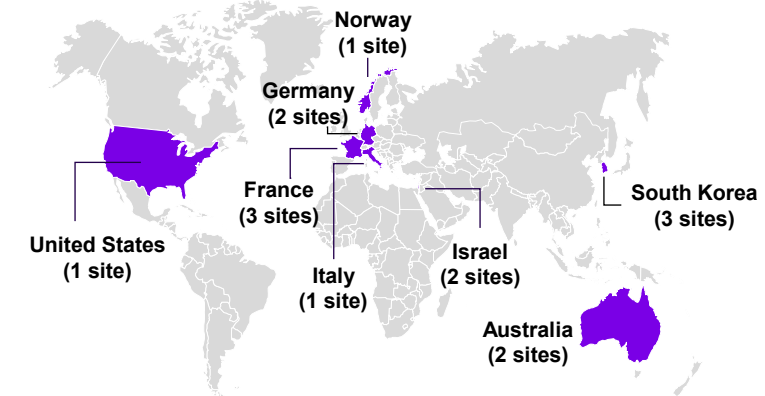 Norway
(1 site)
Germany
(2 sites)
France
(3 sites)
South Korea
(3 sites)
United States
(1 site)
Israel
(2 sites)
Italy
(1 site)
Australia
(2 sites)